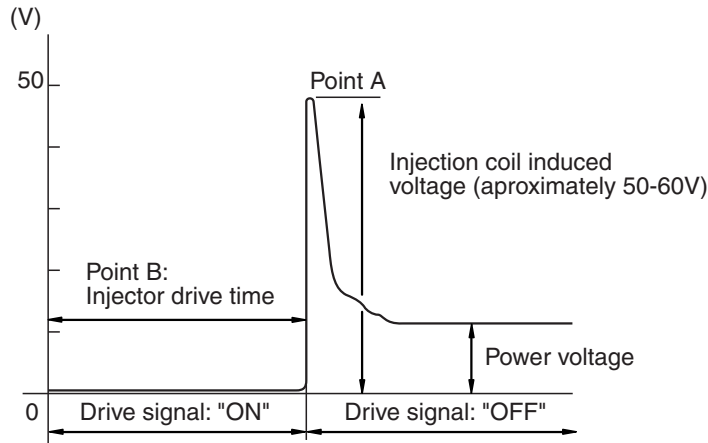 (V)
50
Point A
Injection coil induced
voltage (aproximately 50-60V)
Point B:
Injector drive time
Power voltage
0
Drive signal: "ON"
Drive signal: "OFF"